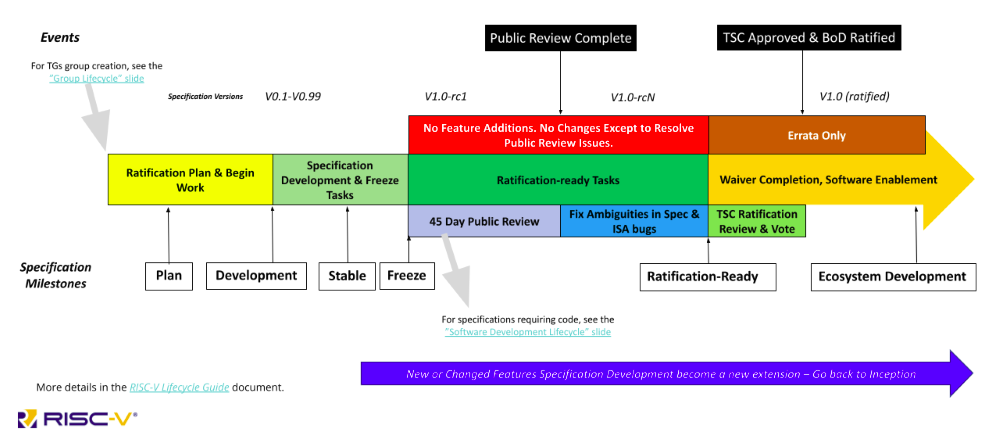 Events
Public Review Complete
TSC Approved & BoD Ratified
For TGs group creation, see the
"Group Lifecycle" slide
Specification Versions
V0.1-V0.99
V1.0-rc1
V1.0-rcN
V1.0 (ratified)
No Feature Additions. No Changes Except to Resolve
Public Review Issues.
Errata Only
Ratification Plan & Begin
Work
Specification
Development & Freeze
Tasks
Ratification-ready Tasks
Waiver Completion, Software Enablement
45 Day Public Review
Fix Ambiguities in Spec &
ISA bugs
TSC Ratification
Review & Vote
Specification
Milestones
Plan
Development
Stable
Freeze
Ratification-Ready
Ecosystem Development
For specifications requiring code, see the
"Software Development Lifecycle" slide
New or Changed Features Specification Development become a new extension – Go back to Inception
More details in the RISC-V Lifecycle Guide document.
RISC-V®